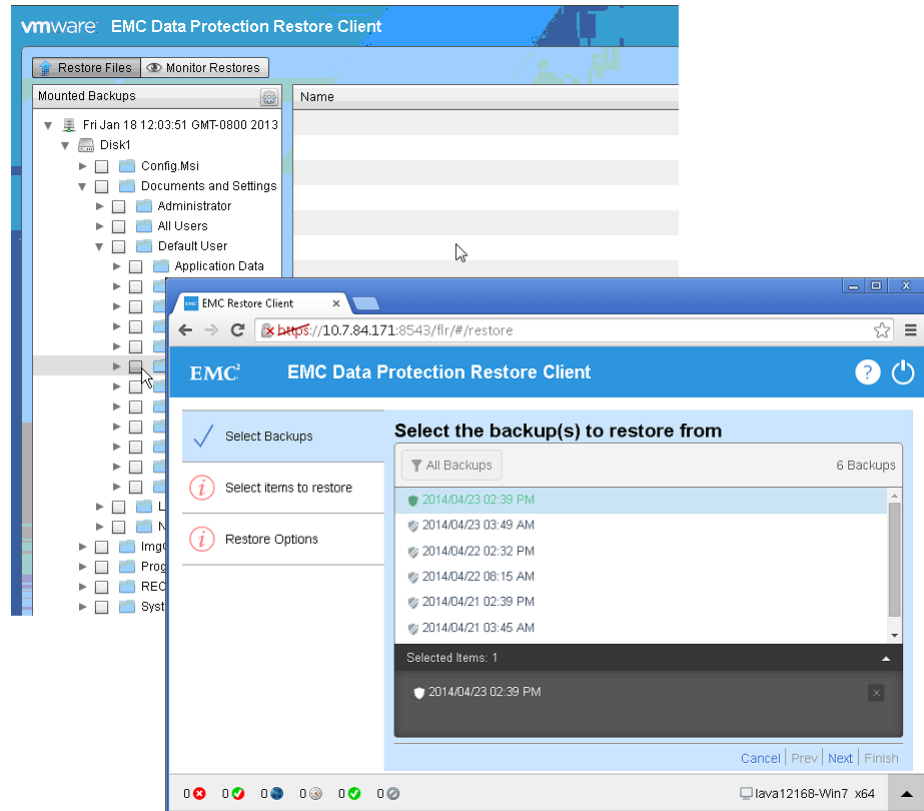 vmware EMC Data Protection Restore Client
Restore Files Monitor Restores
Mounted Backups
Name
Fri Jan 18 12:03:51 GMT-0800 2013
Disk1
Config.Msi
Documents and Settings
Administrator
All Users
Default User
Application Data
L
N
Img
Prog
REC
Syst
EMC Restore Client x
https://10.7.84.171:8543/flr/#/restore
EMC² EMC Data Protection Restore Client ?
Select Backups
Select items to restore
Restore Options
Select the backup(s) to restore from
All Backups 6 Backups
2014/04/23 02:39 PM
2014/04/23 03:49 AM
2014/04/22 02:32 PM
2014/04/22 08:15 AM
2014/04/21 02:39 PM
2014/04/21 03:45 AM
Selected Items: 1
2014/04/23 02:39 PM
Cancel | Prev | Next | Finish
0 0 0 0 0 0 lava12168-Win7 x64